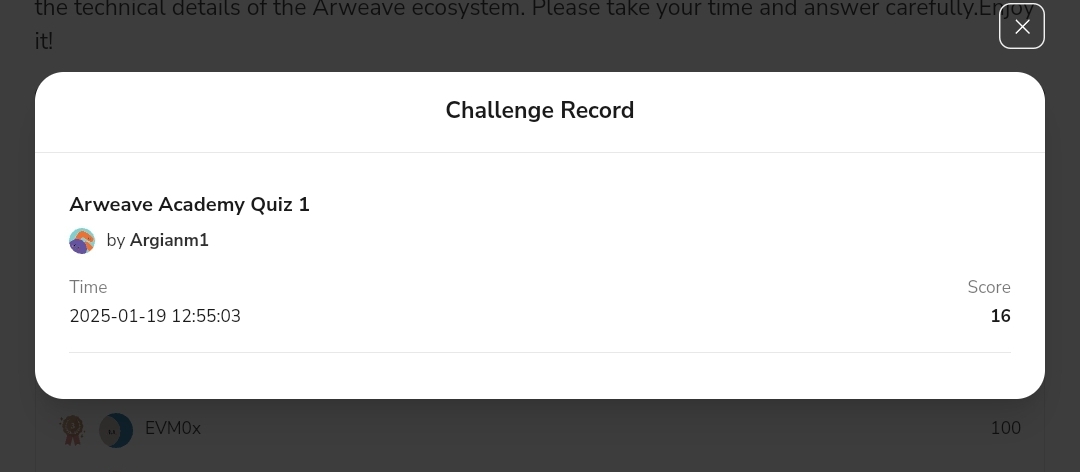 the technical details of the Arweave ecosystem. Please take your time and answer carefully.Enjoy
it!
Challenge Record
Arweave Academy Quiz 1
by Argianm1
Time
Score
2025-01-19 12:55:03
16
EVM0x
100